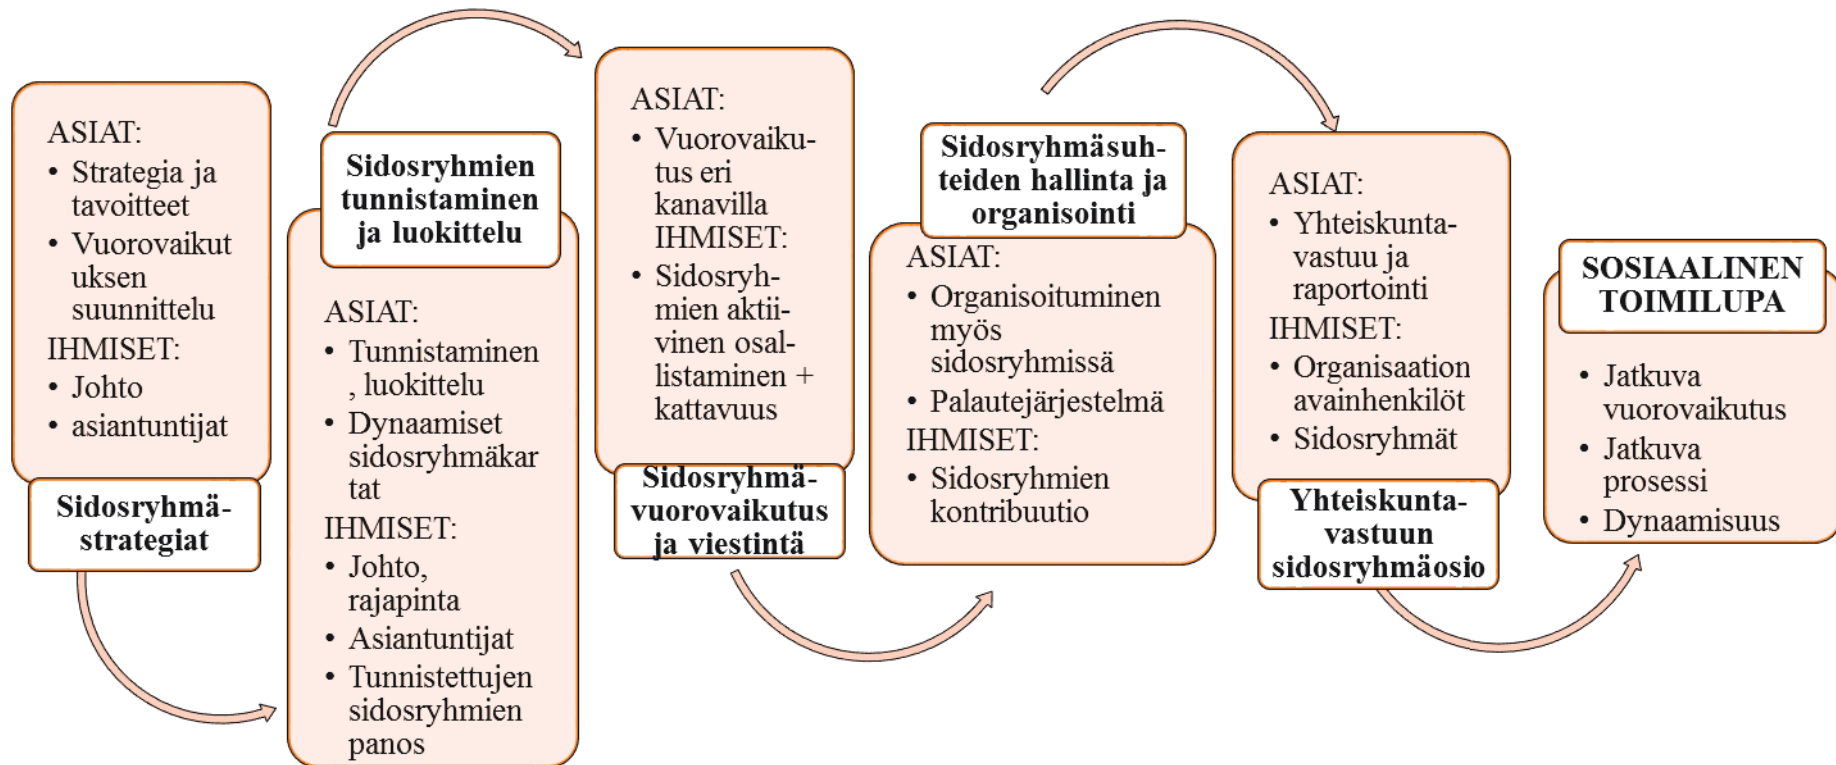 ASIAT:
• Strategia ja
tavoitteet
• Vuorovaikut
uksen
suunnittelu
IHMISET:
• Johto
• asiantuntijat
Sidosryhmä-
strategiat
Sidosryhmien
tunnistaminen
ja luokittelu
ASIAT:
• Tunnistaminen
, luokittelu
• Dynaamiset
sidosryhmäkar
tat
IHMISET:
• Johto,
rajapinta
• Asiantuntijat
• Tunnistettujen
sidosryhmien
panos
ASIAT:
• Vuorovaiku-
tus eri
kanavilla
IHMISET:
• Sidosryh-
mien aktii-
vinen osal-
listaminen +
kattavuus
Sidosryhmä-
vuorovaikutus
ja viestintä
Sidosryhmäsuh-
teiden hallinta ja
organisointi
ASIAT:
• Organisoituminen
myös
sidosryhmissä
• Palautejärjestelmä
IHMISET:
• Sidosryhmien
kontribuutio
ASIAT:
• Yhteiskunta-
vastuu ja
raportointi
IHMISET:
• Organisaation
avainhenkilöt
• Sidosryhmät
Yhteiskunta-
vastuun
sidosryhmäosio
SOSIAALINEN
TOIMILUPA
• Jatkuva
vuorovaikutus
• Jatkuva
prosessi
• Dynaamisuus